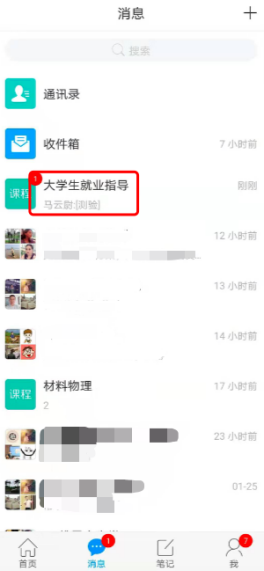 消息
搜索
通讯录
收件箱
7 小时前
1
课程
大学生就业指导
刚刚
马云尉:[测验]
12 小时前
13 小时前
14 小时前
课程
材料物理
17 小时前
2
23 小时前
01-25
1
7
首页
消息
笔记
我